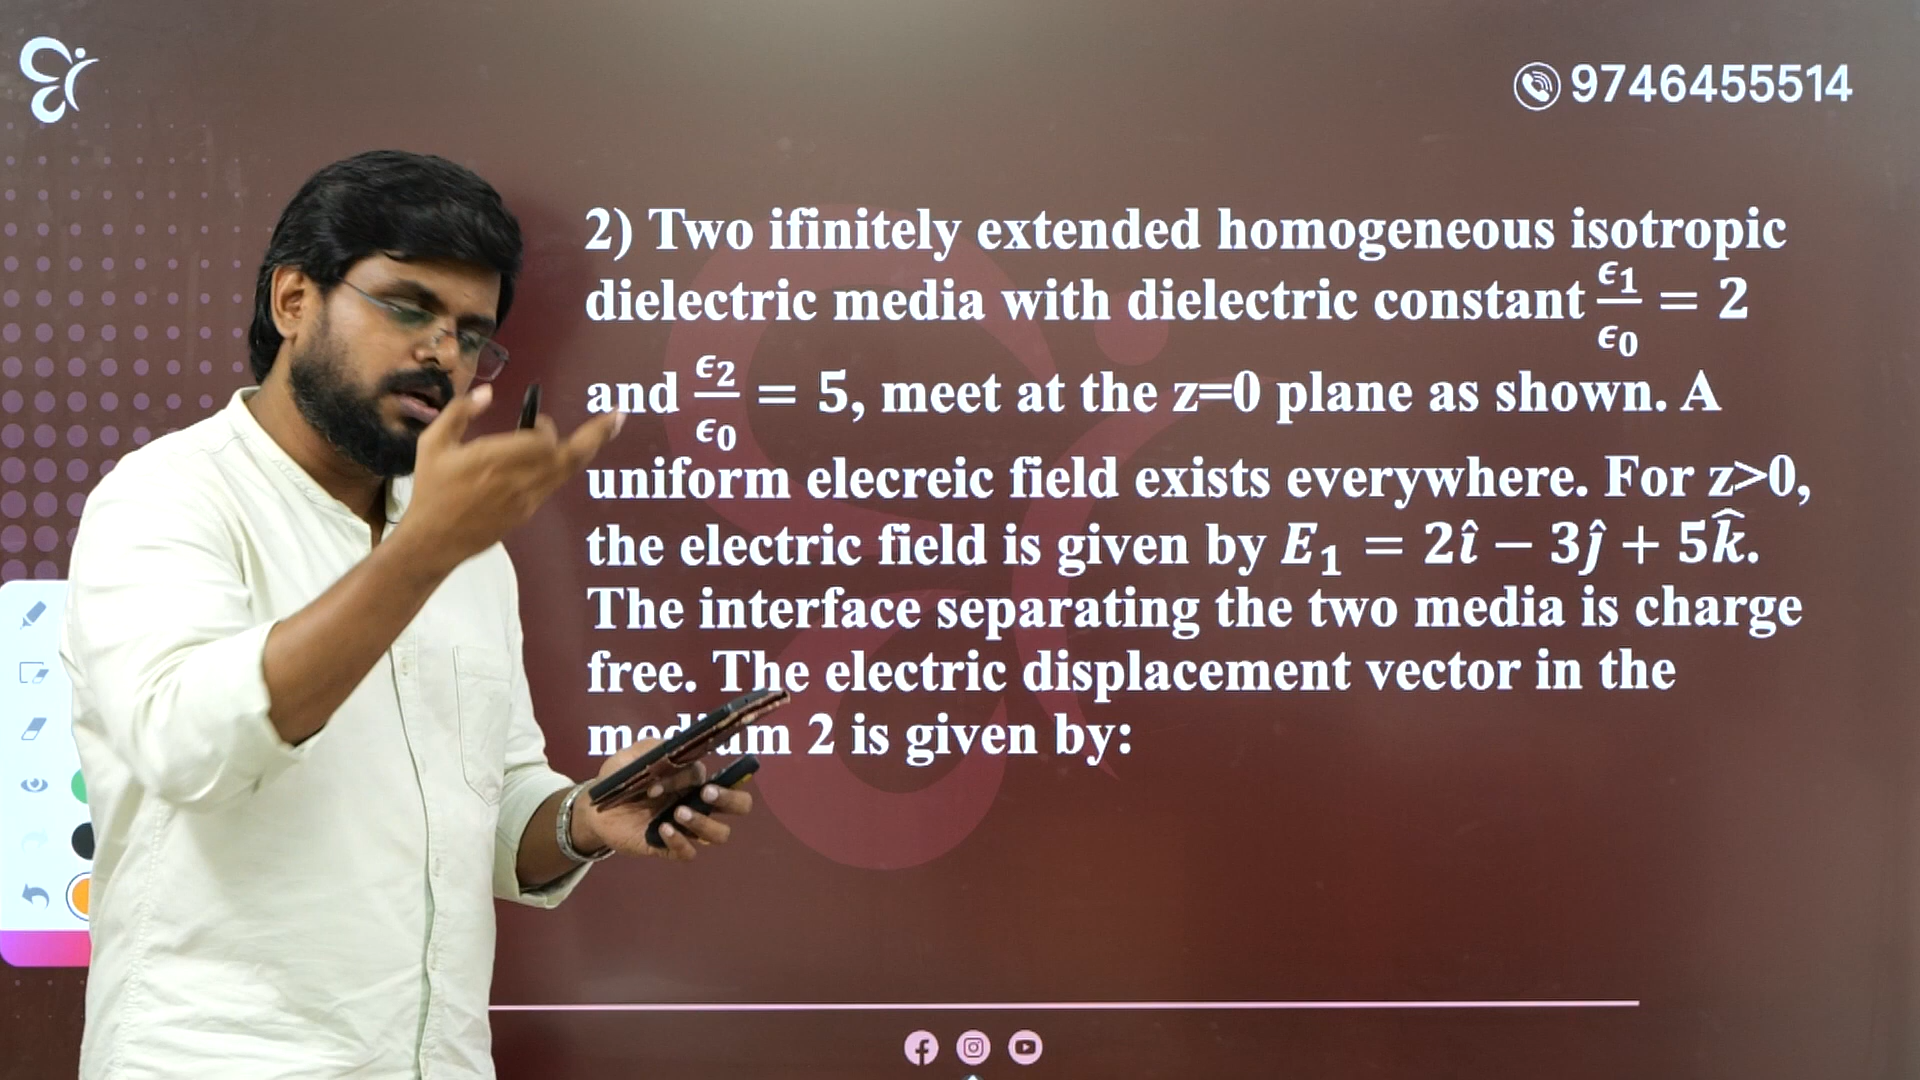 9746455514
2) Two ifinitely extended homogeneous isotropic
dielectric media with dielectric constant ϵ1/ϵ0 = 2
and ϵ2/ϵ0 = 5, meet at the z=0 plane as shown. A
uniform elecreic field exists everywhere. For z>0,
the electric field is given by E₁ = 2î − 3ĵ + 5k̂.
The interface separating the two media is charge
free. The electric displacement vector in the
2 is given by: